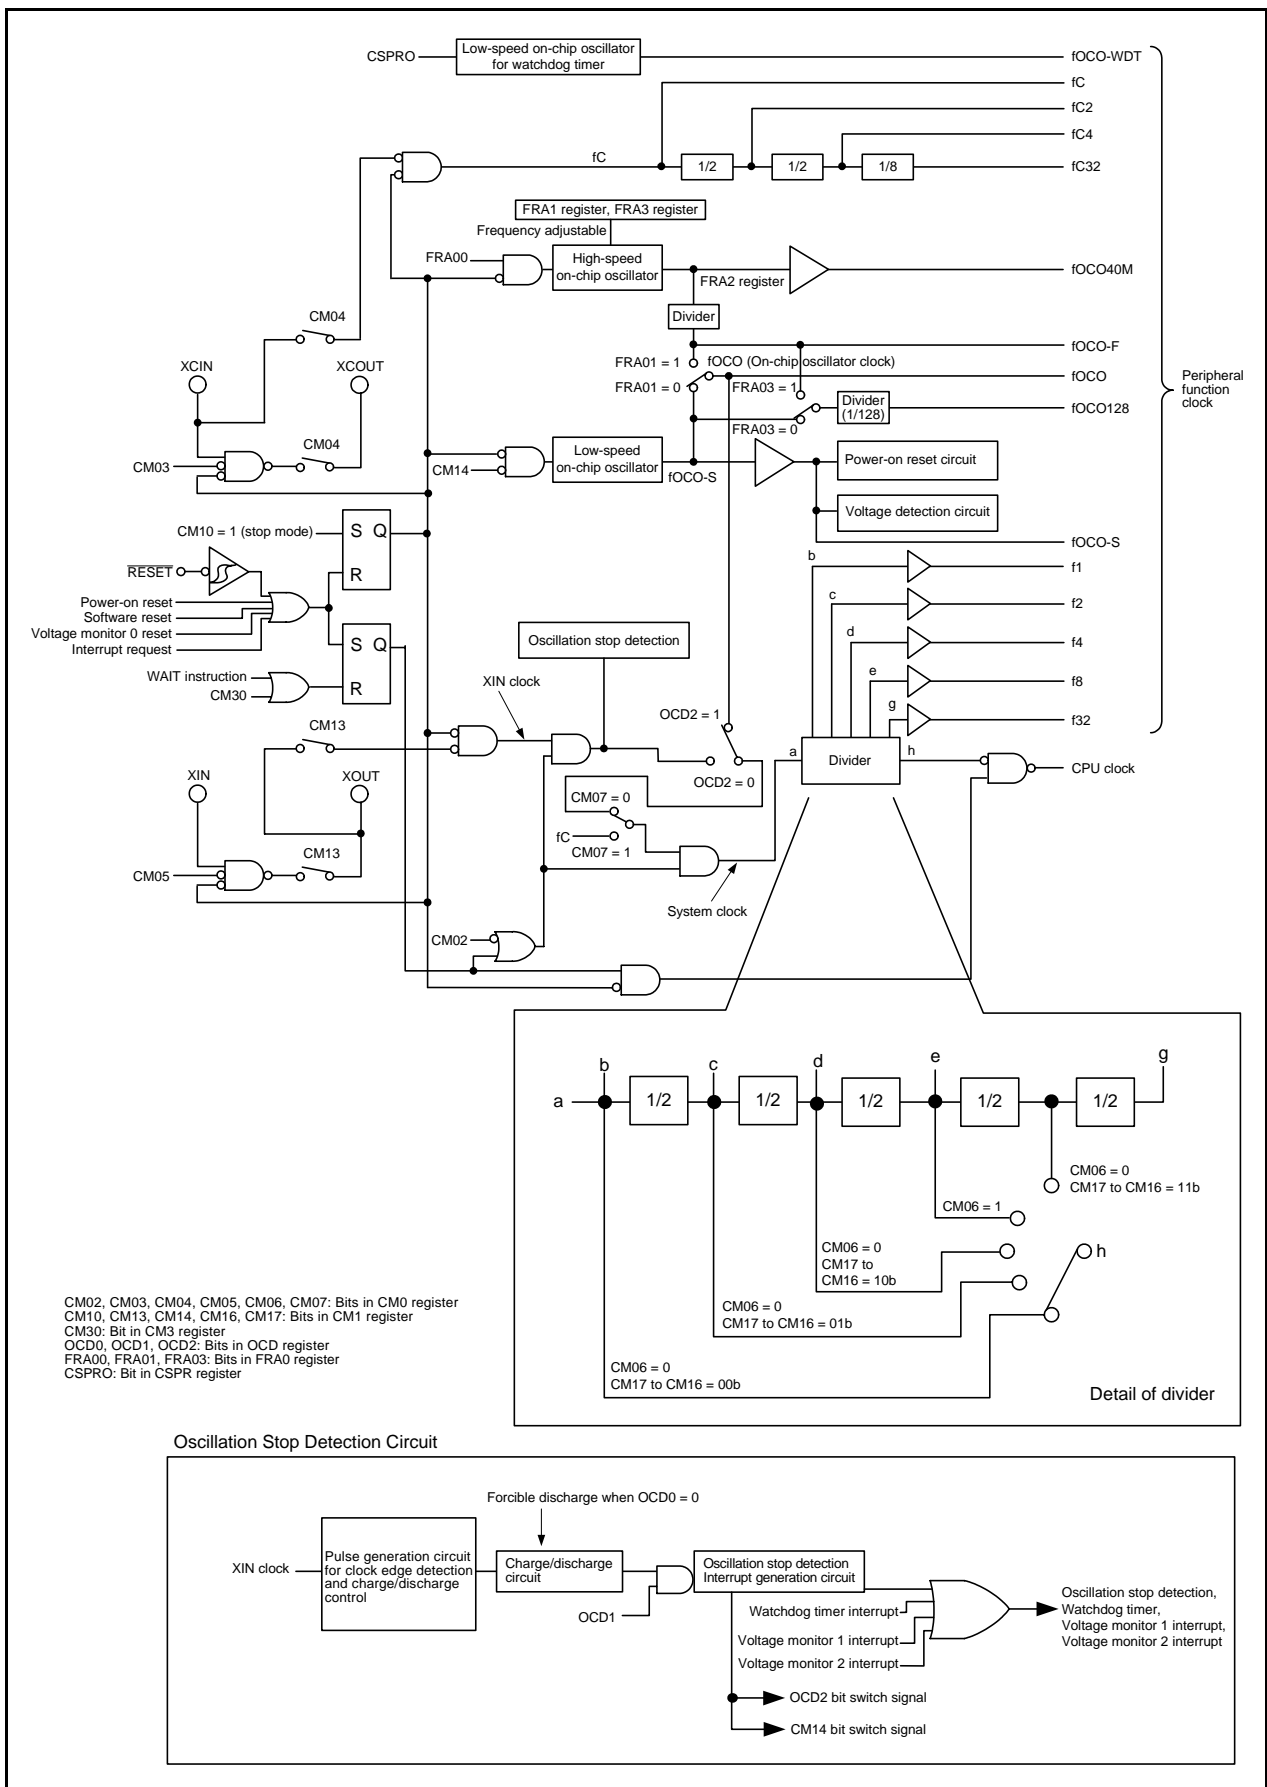 CSPRO
Low-speed on-chip oscillator
for watchdog timer
fOCO-WDT
fC
fC2
fC4
fC
1/2
1/2
1/8
fC32
FRA1 register, FRA3 register
Frequency adjustable
FRA00
High-speed
on-chip oscillator
FRA2 register
fOCO40M
Divider
CM04
fOCO-F
XCIN
XCOUT
FRA01 = 1
fOCO (On-chip oscillator clock)
fOCO
FRA01 = 0
FRA03 = 1
Peripheral
function
clock
Divider
(1/128)
fOCO128
FRA03 = 0
CM04
CM03
Low-speed
on-chip oscillator
CM14
fOCO-S
Power-on reset circuit
Voltage detection circuit
CM10 = 1 (stop mode)
S Q
R
fOCO-S
RESET
b
f1
Power-on reset
Software reset
Voltage monitor 0 reset
Interrupt request
c
f2
S Q
R
Oscillation stop detection
d
f4
WAIT instruction
CM30
XIN clock
e
f8
OCD2 = 1
g
f32
CM13
a
Divider
h
CPU clock
XIN
XOUT
OCD2 = 0
CM07 = 0
fC
CM07 = 1
CM13
CM05
System clock
CM02
b
c
d
e
g
a
1/2
1/2
1/2
1/2
1/2
CM06 = 0
CM17 to CM16 = 11b
CM06 = 1
CM06 = 0
CM17 to
CM16 = 10b
h
CM06 = 0
CM17 to CM16 = 01b
CM06 = 0
CM17 to CM16 = 00b
Detail of divider
CM02, CM03, CM04, CM05, CM06, CM07: Bits in CM0 register
CM10, CM13, CM14, CM16, CM17: Bits in CM1 register
CM30: Bit in CM3 register
OCD0, OCD1, OCD2: Bits in OCD register
FRA00, FRA01, FRA03: Bits in FRA0 register
CSPRO: Bit in CSPR register
Oscillation Stop Detection Circuit
Forcible discharge when OCD0 = 0
XIN clock
Pulse generation circuit
for clock edge detection
and charge/discharge
control
Charge/discharge
circuit
OCD1
Oscillation stop detection
Interrupt generation circuit
Watchdog timer interrupt
Voltage monitor 1 interrupt
Voltage monitor 2 interrupt
Oscillation stop detection,
Watchdog timer,
Voltage monitor 1 interrupt,
Voltage monitor 2 interrupt
OCD2 bit switch signal
CM14 bit switch signal